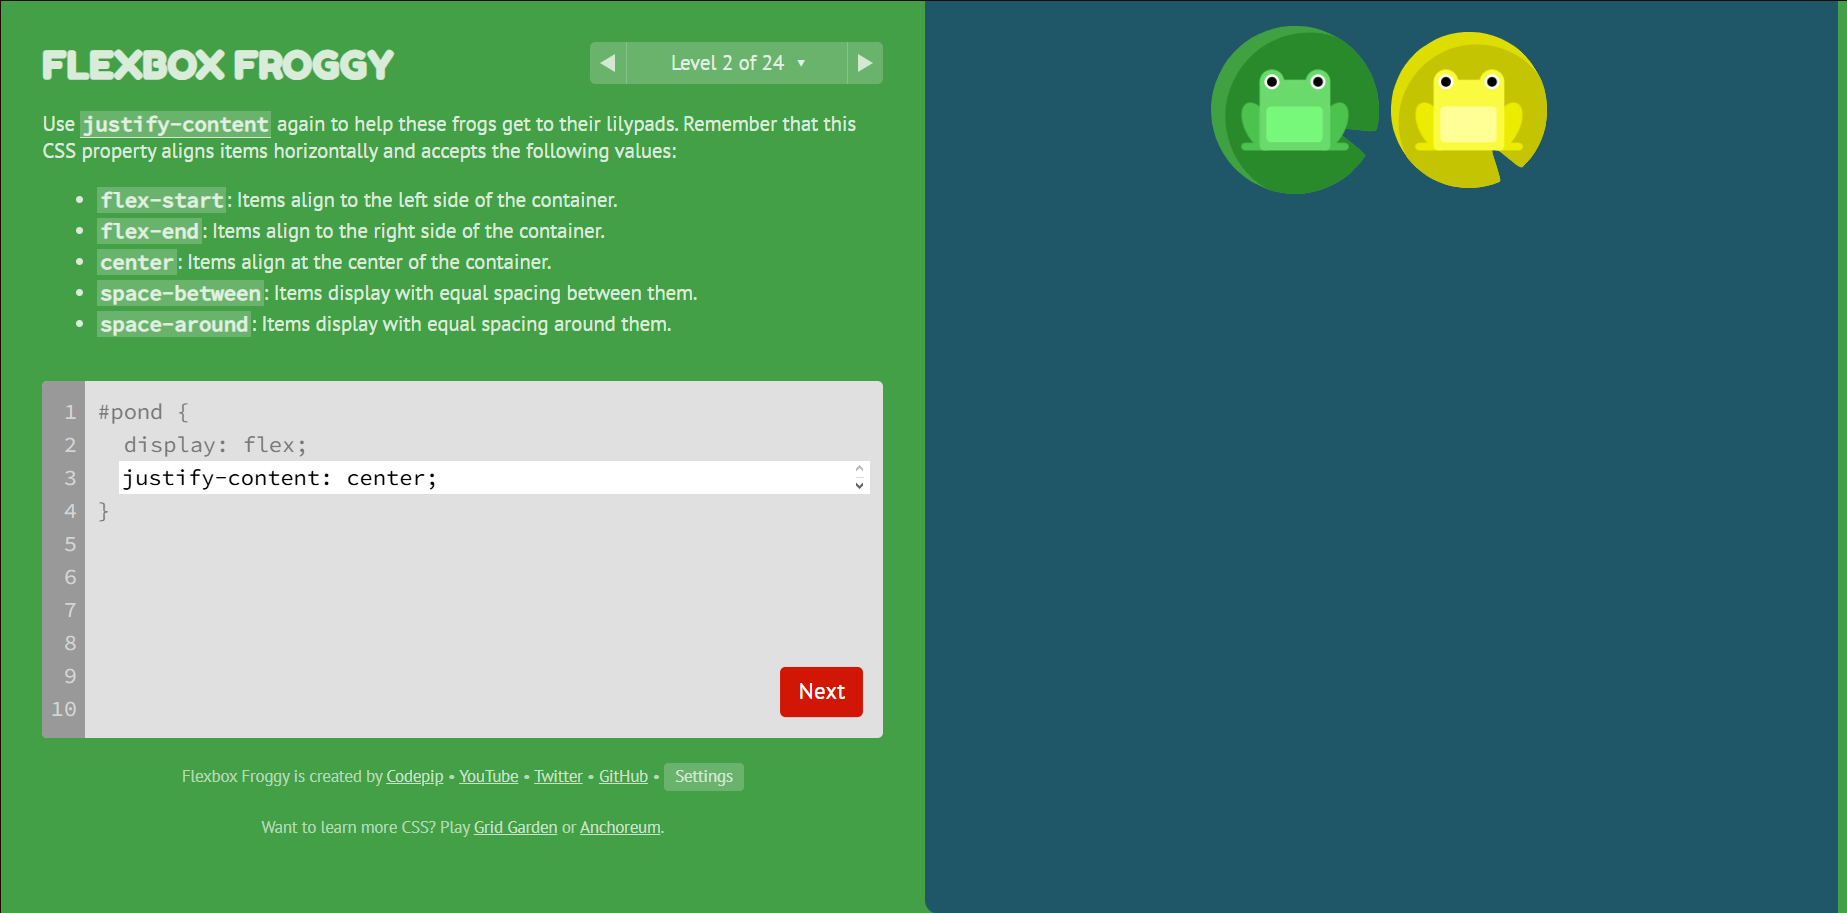 FLEXBOX FROGGY
Level 2 of 24
Use justify-content again to help these frogs get to their lilypads. Remember that this
CSS property aligns items horizontally and accepts the following values:
flex-start: Items align to the left side of the container.
flex-end: Items align to the right side of the container.
center: Items align at the center of the container.
space-between: Items display with equal spacing between them.
space-around: Items display with equal spacing around them.
1 #pond {
2 display: flex;
3 justify-content: center;
4 }
5
6
7
8
9
10
Next
Flexbox Froggy is created by Codepip • YouTube • Twitter • GitHub • Settings
Want to learn more CSS? Play Grid Garden or Anchoreum.